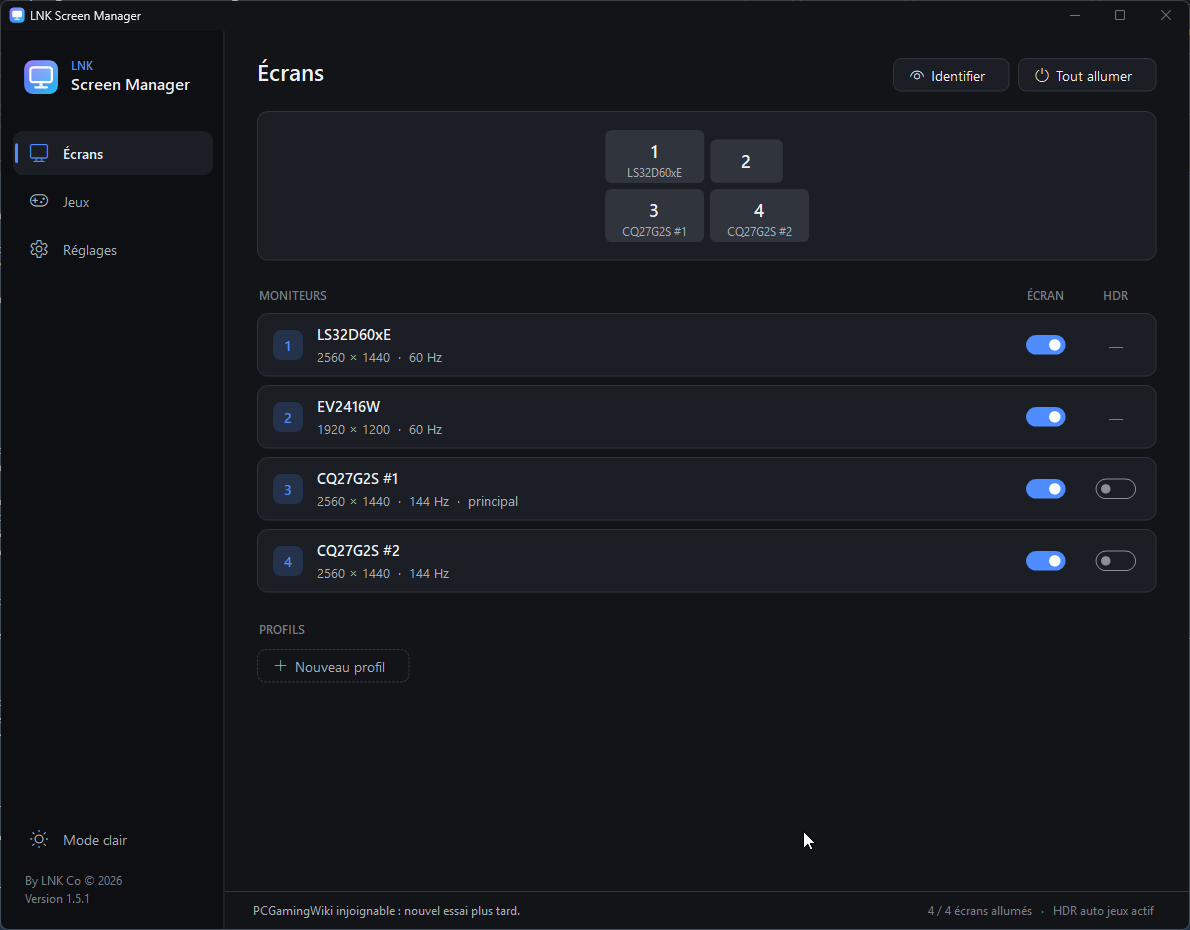 LNK Screen Manager
LNK
Screen Manager
Écrans
Jeux
Réglages
Mode clair
By LNK Co © 2026
Version 1.5.1
Écrans
Identifier
Tout allumer
1
LS32D60xE
2
3
CQ27G2S #1
4
CQ27G2S #2
MONITEURS ÉCRAN HDR
1
LS32D60xE
2560 × 1440 · 60 Hz
—
2
EV2416W
1920 × 1200 · 60 Hz
—
3
CQ27G2S #1
2560 × 1440 · 144 Hz · principal
4
CQ27G2S #2
2560 × 1440 · 144 Hz
PROFILS
+ Nouveau profil
PCGamingWiki injoignable : nouvel essai plus tard.
4 / 4 écrans allumés · HDR auto jeux actif